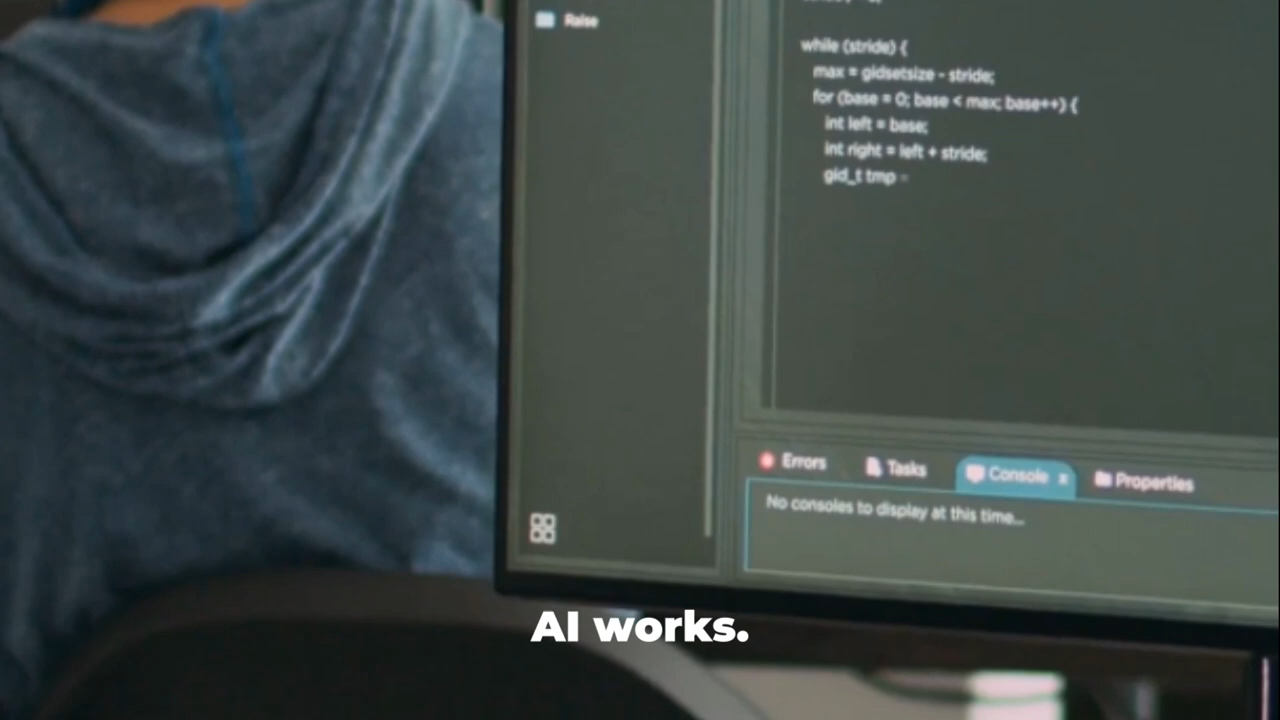 Raise
while (stride) {
max = gidsetsize - stride;
for (base = 0; base < max; base++) {
int left = base;
int right = left + stride;
gid_t tmp -
Errors
Tasks
Console x
Properties
No consoles to display at this time...
AI works.